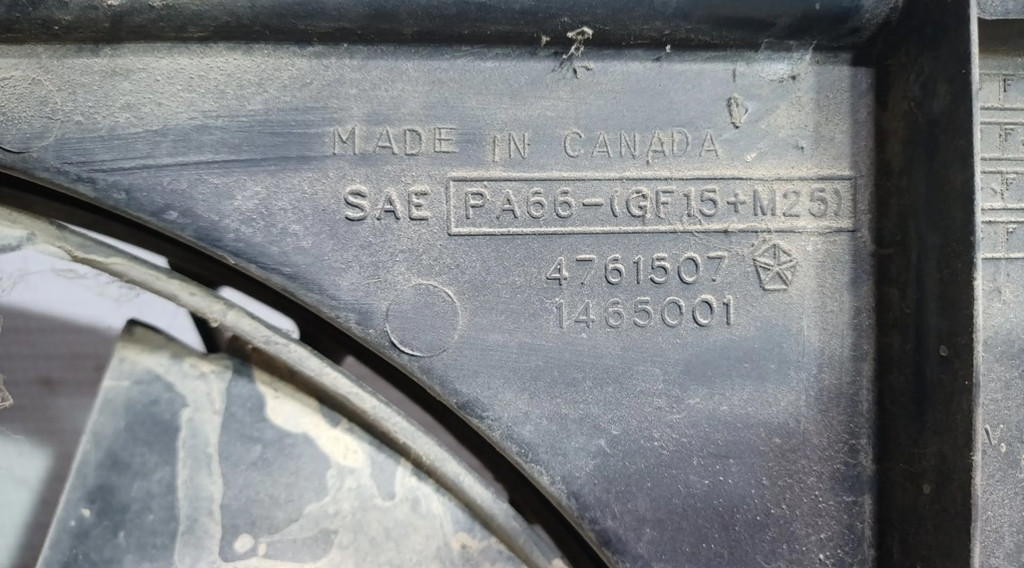 MADE IN CANADA
SAE PA66-(GF15+M25)
4761507
1465001
F
F
F
F